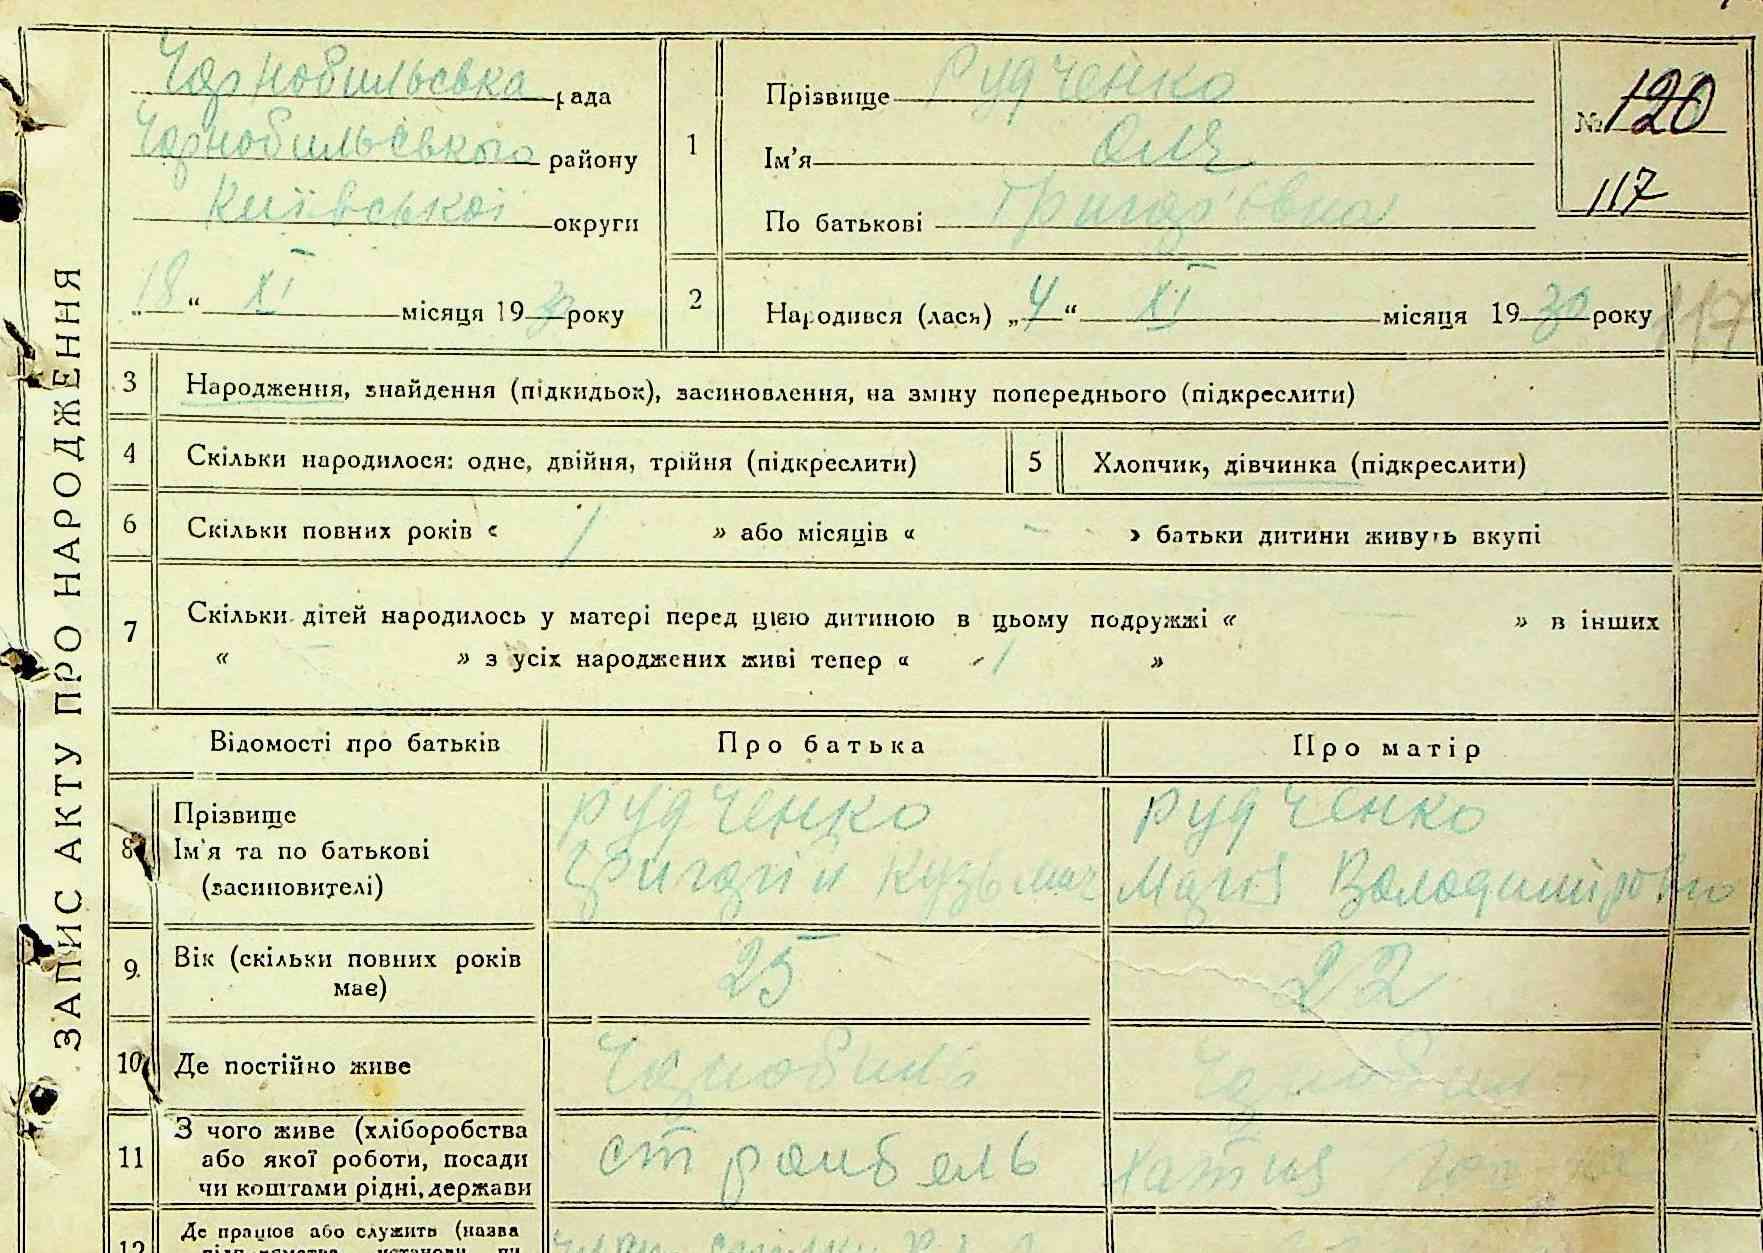 ЗАПИС АКТУ ПРО НАРОДЖЕННЯ
Чорнобильська рада
Чорнобильського району
Київської округи
„18“ XI місяця 1930 року
1
Прізвище Рудченко
Ім'я Оля
По батькові Григор'ївна
№ 120
117
2
Народився (лася) „4“ XI місяця 1930 року
117
3 Народження, знайдення (підкидьок), засиновлення, на зміну попереднього (підкреслити)
4 Скільки народилося: одне, двійня, трійня (підкреслити)
5 Хлопчик, дівчинка (підкреслити)
6 Скільки повних років « 1 » або місяців « - » батьки дитини живуть вкупі
7 Скільки дітей народилось у матері перед цією дитиною в цьому подружжі « — » в інших
« — » з усіх народжених живі тепер « 1 »
Відомості про батьків Про батька Про матір
8 Прізвище
Ім'я та по батькові
(засиновителі)
Рудченко
Григорій Кузьмич
Рудченко
Марія Володимировна
9. Вік (скільки повних років
має)
25 22
10 Де постійно живе Чорнобиль Чорнобиль
11 З чого живе (хліборобства
або якої роботи, посади
чи коштами рідні, держави
Хатня
12 Де працює або служить (назва